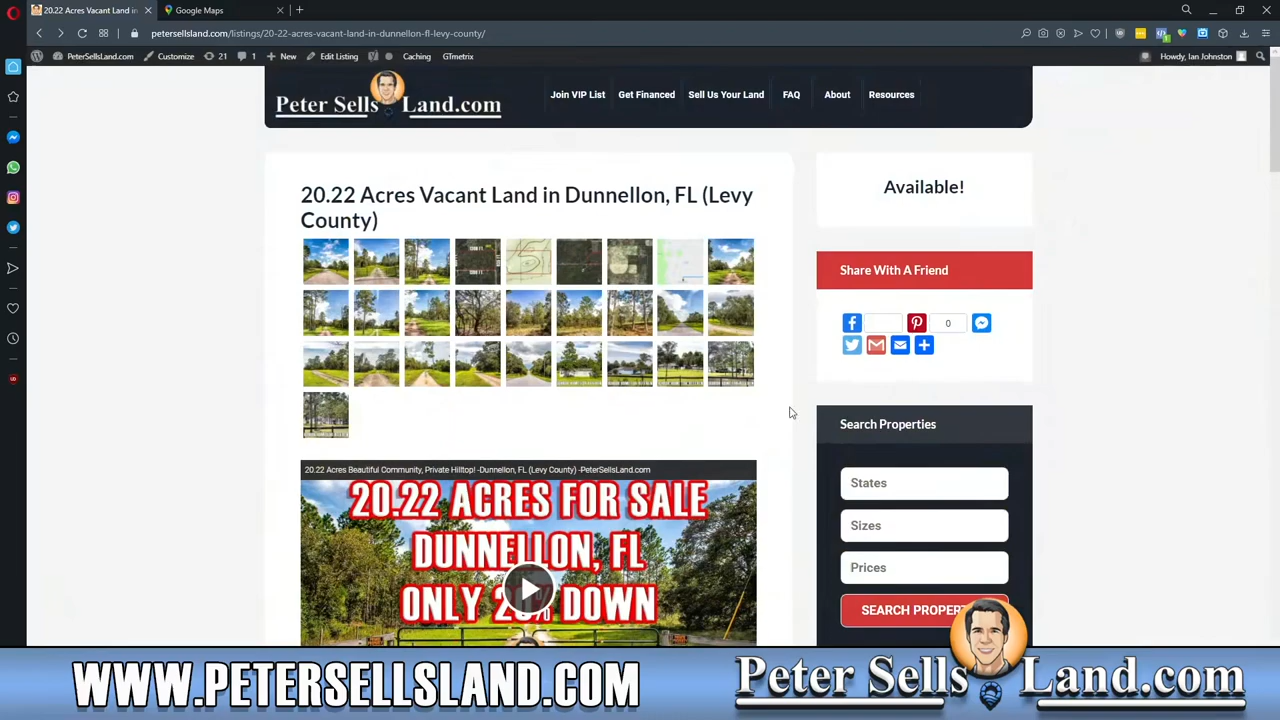 20.22 Acres Vacant Land in
Google Maps
petersellsland.com/listings/20-22-acres-vacant-land-in-dunnellon-fl-levy-county/
PeterSellsLand.com Customize 21 1 New Edit Listing Caching GTmetrix Howdy, Ian Johnston
Peter Sells Land.com
Join VIP List Get Financed Sell Us Your Land FAQ About Resources
20.22 Acres Vacant Land in Dunnellon, FL (Levy
County)
Available!
Share With A Friend
0
Search Properties
States
Sizes
Prices
SEARCH PROPERT
20.22 Acres Beautiful Community, Private Hilltop! -Dunnellon, FL (Levy County) -PeterSellsLand.com
20.22 ACRES FOR SALE
DUNNELLON, FL
ONLY 20% DOWN
WWW.PETERSELLSLAND.COM
Peter Sells Land.com